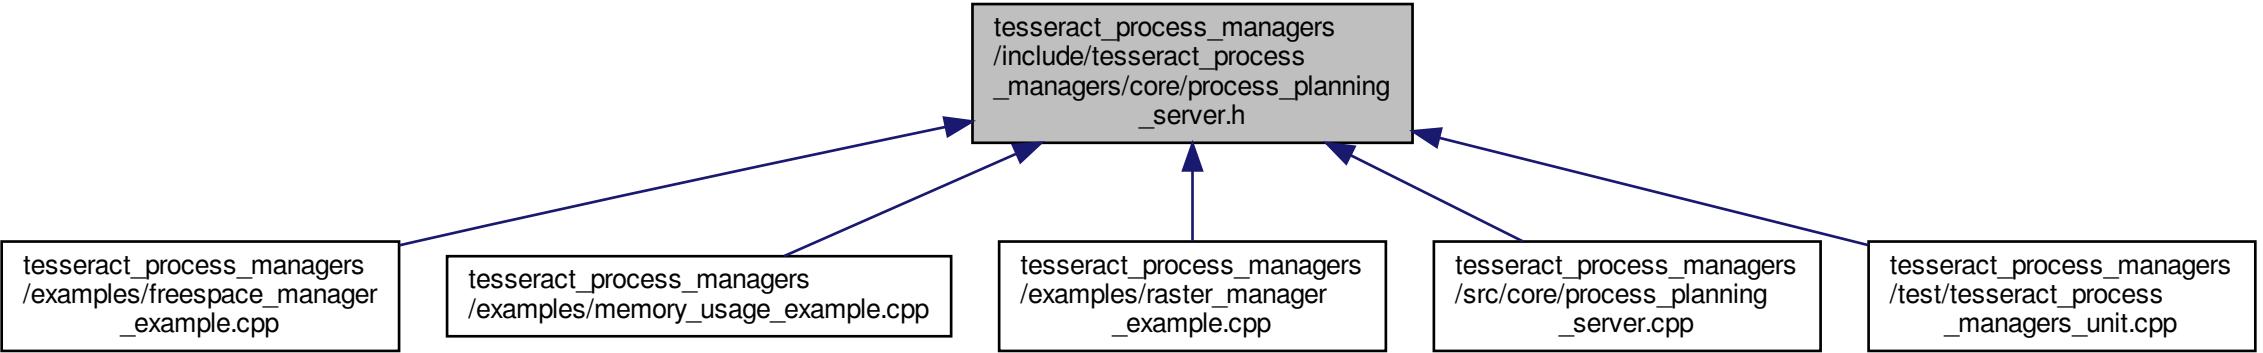 tesseract_process_managers
/include/tesseract_process
_managers/core/process_planning
_server.h
tesseract_process_managers
/examples/freespace_manager
_example.cpp
tesseract_process_managers
/examples/memory_usage_example.cpp
tesseract_process_managers
/examples/raster_manager
_example.cpp
tesseract_process_managers
/src/core/process_planning
_server.cpp
tesseract_process_managers
/test/tesseract_process
_managers_unit.cpp